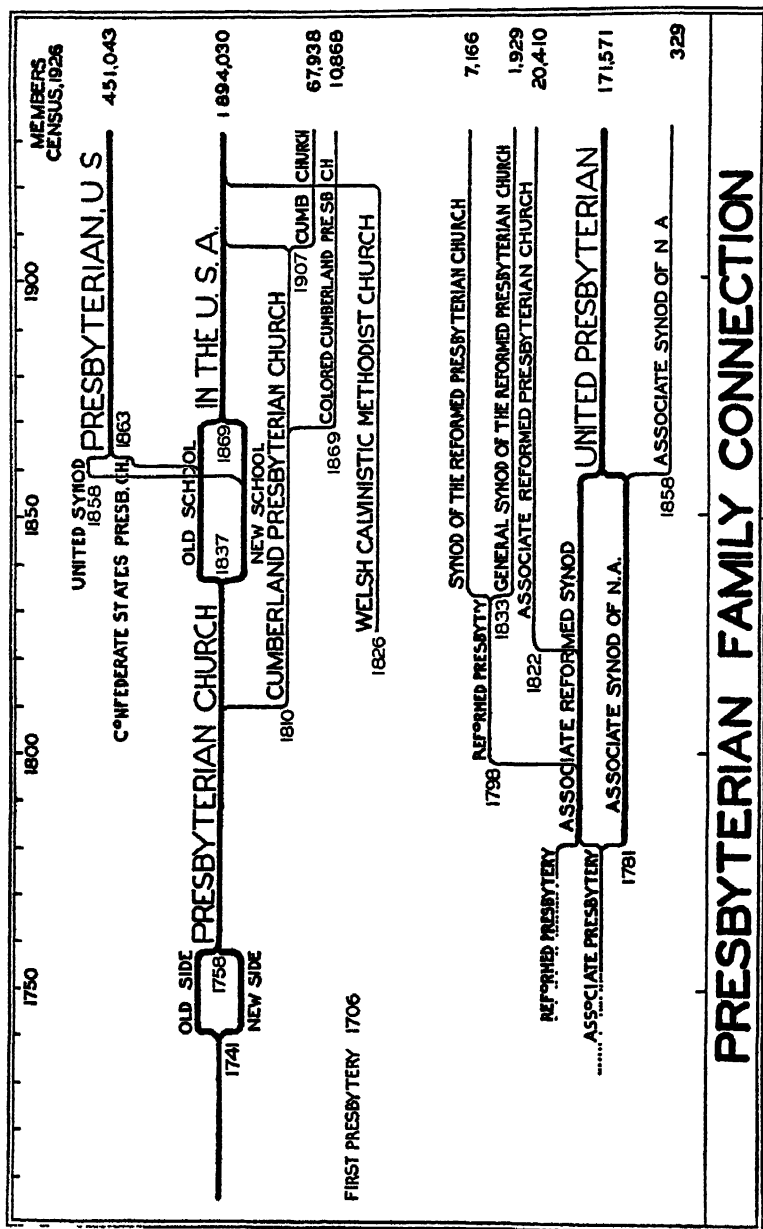 MEMBERS
CENSUS, 1926
1750
1800
1850
1900
UNITED SYNOD
1858
PRESBYTERIAN, U S
451,043
CONFEDERATE STATES PRESB. CH.
1863
OLD SIDE
1741
1758
NEW SIDE
PRESBYTERIAN CHURCH
OLD SCHOOL
1837
1869
NEW SCHOOL
IN THE U. S. A.
1894,030
1810
CUMBERLAND PRESBYTERIAN CHURCH
1907
CUMB CHURCH
67,938
1869
COLORED CUMBERLAND PRESB CH
10,868
FIRST PRESBYTERY 1706
1826
WELSH CALVINISTIC METHODIST CHURCH
SYNOD OF THE REFORMED PRESBYTERIAN CHURCH
7,166
1798
REFORMED PRESBYTY
1833
GENERAL SYNOD OF THE REFORMED PRESBYTERIAN CHURCH
1,929
1822
ASSOCIATE REFORMED PRESBYTERIAN CHURCH
20,410
REFORMED PRESBYTERY
ASSOCIATE REFORMED SYNOD
ASSOCIATE PRESBYTERY
1781
ASSOCIATE SYNOD OF N.A.
UNITED PRESBYTERIAN
171,571
1858
ASSOCIATE SYNOD OF N A
329
PRESBYTERIAN FAMILY CONNECTION